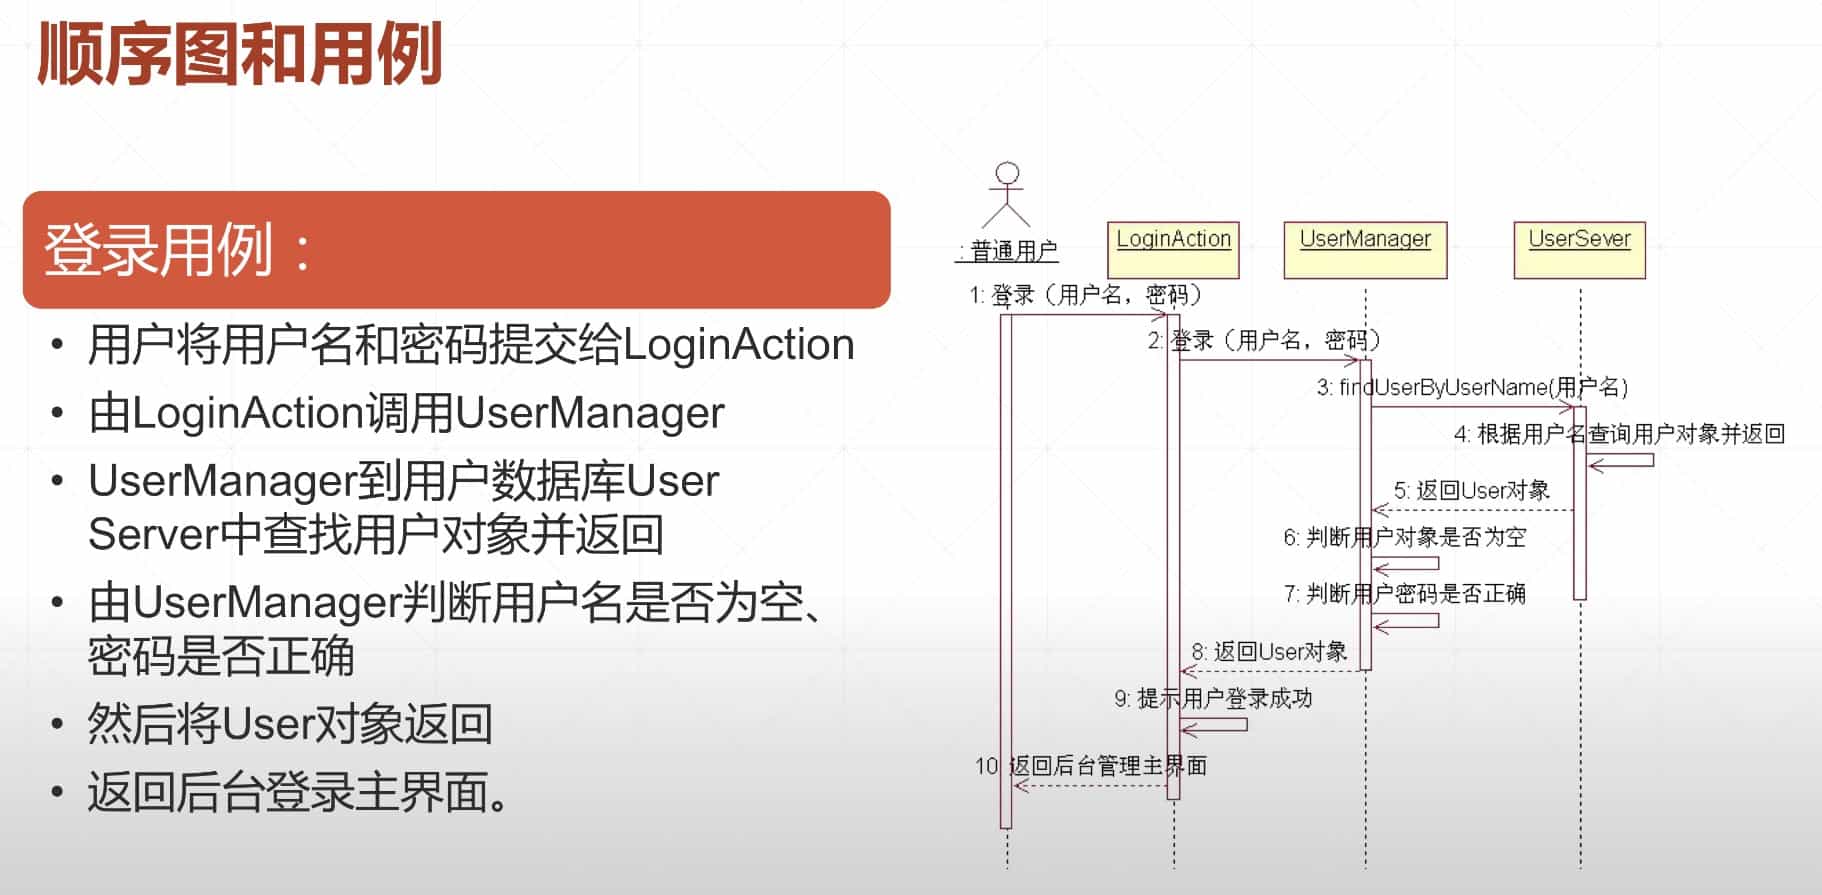 顺序图和用例
登录用例：
• 用户将用户名和密码提交给LoginAction
• 由LoginAction调用UserManager
• UserManager到用户数据库User
Server中查找用户对象并返回
• 由UserManager判断用户名是否为空、
密码是否正确
• 然后将User对象返回
• 返回后台登录主界面。
: 普通用户
LoginAction
UserManager
UserSever
1: 登录（用户名，密码）
2: 登录（用户名，密码）
3: findUserByUserName(用户名)
4: 根据用户名查询用户对象并返回
5: 返回User对象
6: 判断用户对象是否为空
7: 判断用户密码是否正确
8: 返回User对象
9: 提示用户登录成功
10: 返回后台管理主界面